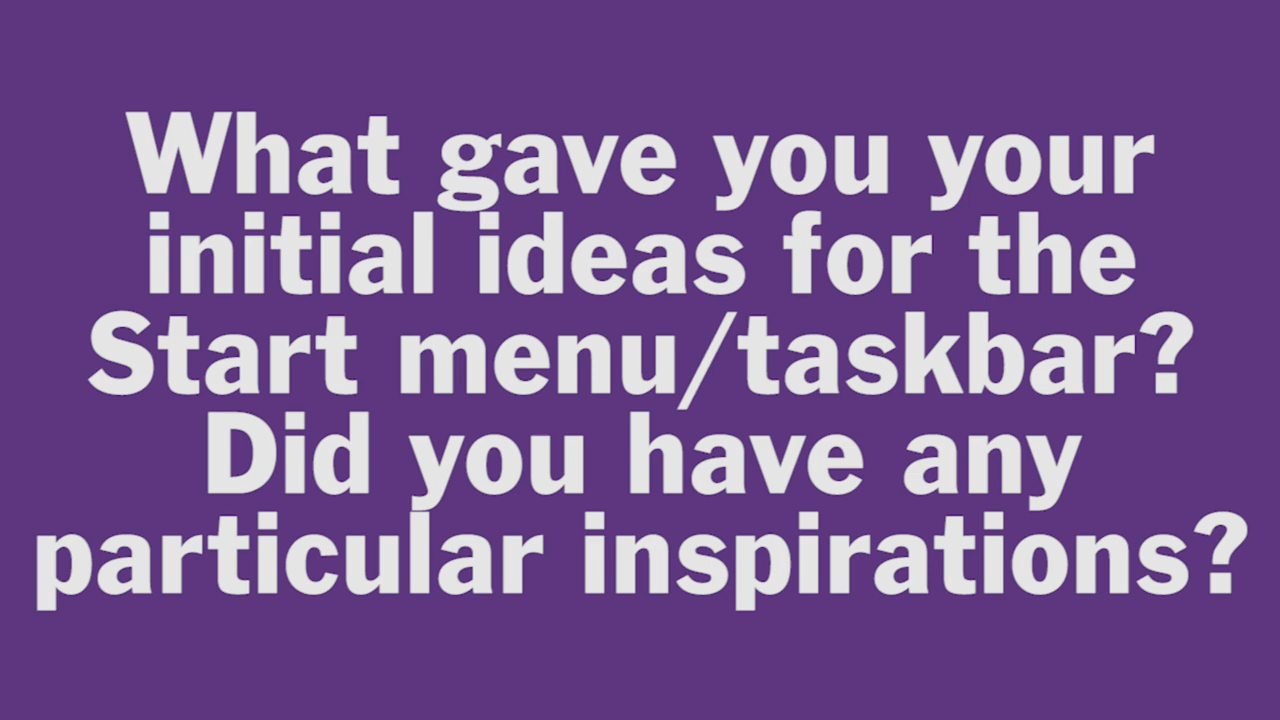 What gave you your
initial ideas for the
Start menu/taskbar?
Did you have any
particular inspirations?